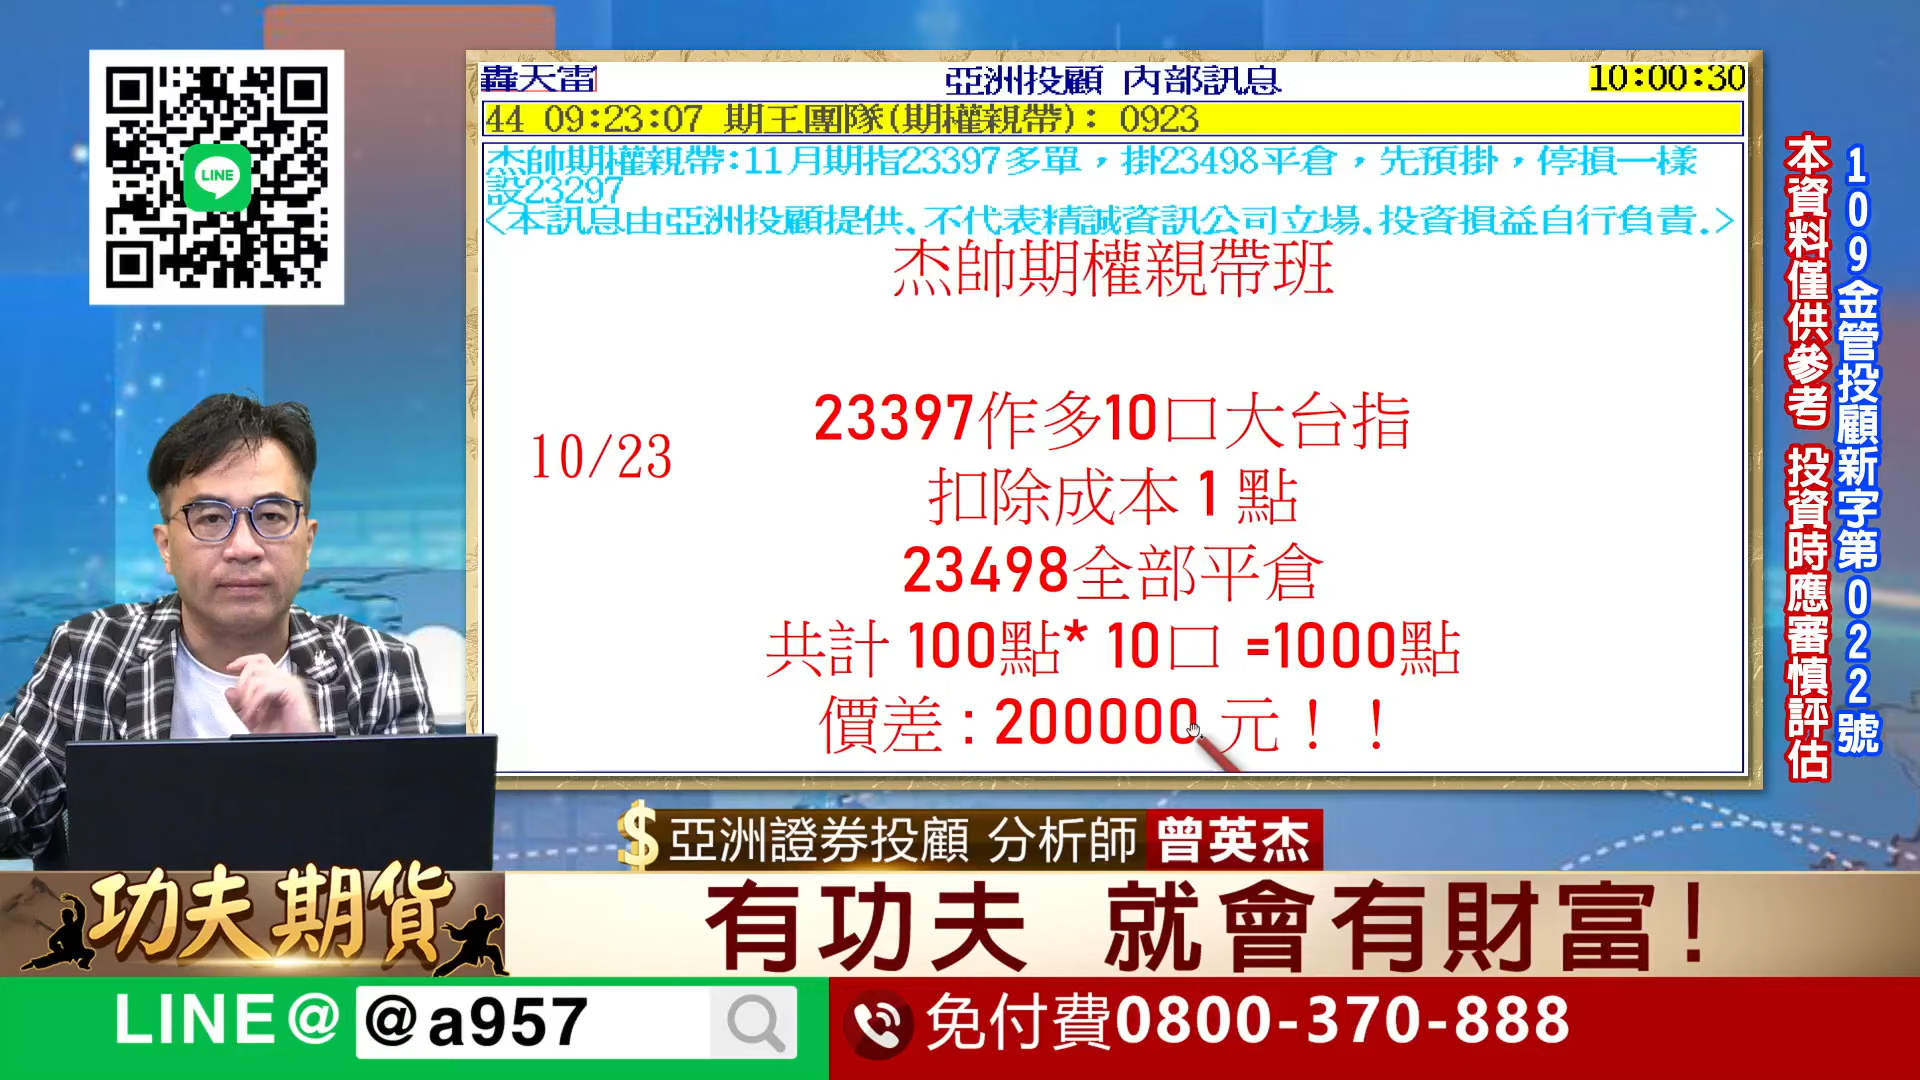 LINE
轟天雷 亞洲投顧 內部訊息 10:00:30
44 09:23:07 期王團隊(期權親帶): 0923
杰帥期權親帶:11月期指23397多單，掛23498平倉，先預掛，停損一樣
設23297
<本訊息由亞洲投顧提供.不代表精誠資訊公司立場.投資損益自行負責.>
杰帥期權親帶班
10/23
23397作多10口大台指
扣除成本 1 點
23498全部平倉
共計 100點* 10口 =1000點
價差 : 200000 元！！
109金管投顧新字第022號
本資料僅供參考 投資時應審慎評估
$亞洲證券投顧 分析師 曾英杰
功夫期貨
有功夫 就會有財富!
LINE@ @a957
免付費0800-370-888